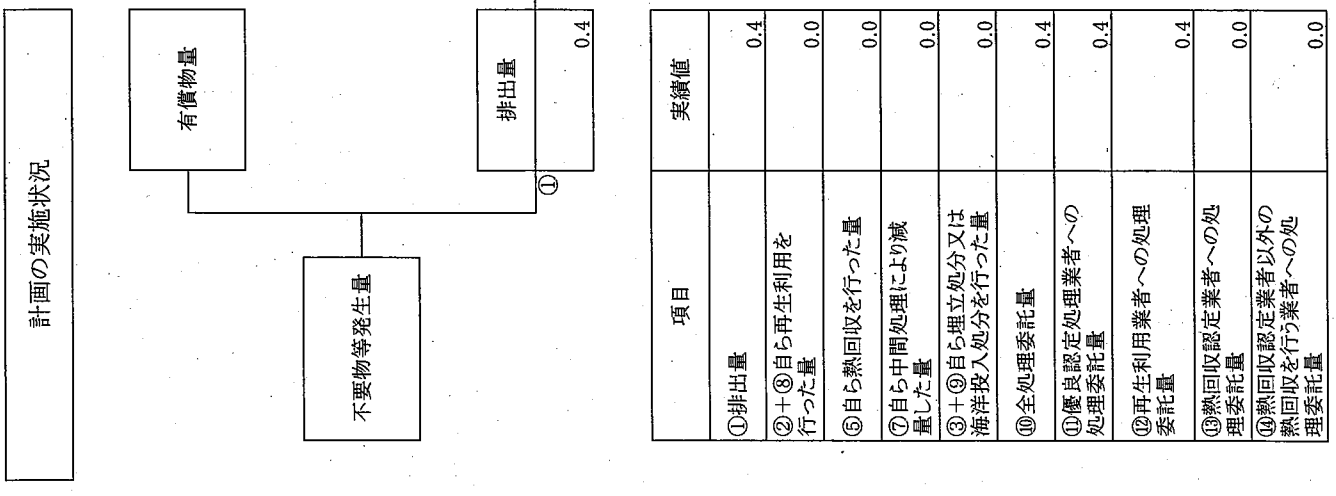 計画の実施状況
有償物量
不要物等発生量
排出量
①
0.4
項目 実績値
①排出量 0.4
②+⑧自ら再生利用を
行った量 0.0
⑤自ら熱回収を行った量 0.0
⑦自ら中間処理により減
量した量 0.0
③+⑨自ら埋立処分又は
海洋投入処分を行った量 0.0
⑩全処理委託量 0.4
⑪優良認定処理業者への
処理委託量 0.4
⑫再生利用業者への処理
委託量 0.4
⑬熱回収認定業者への処
理委託量 0.0
⑭熱回収認定業者以外の
熱回収を行う業者への処
理委託量 0.0